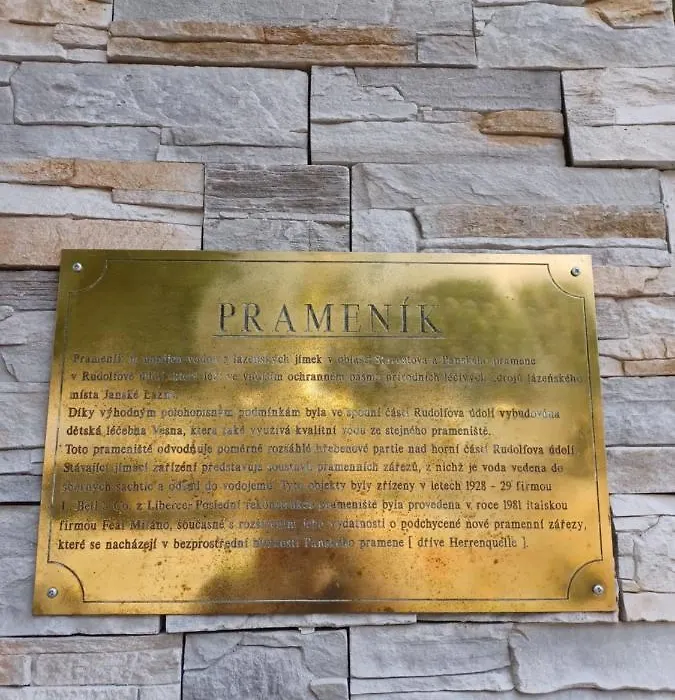 PRAMENÍK
Prameník je napájen vodou z lázeňských jímek v oblasti Starostova a Panského pramene
v Rudolfově údolí, které leží ve vnějším ochranném pásmu přírodních léčivých zdrojů lázeňského
místa Janské Lázně.
Díky výhodným polohopisným podmínkám byla ve spodní části Rudolfova údolí vybudována
dětská léčebna Vesna, která také využívá kvalitní vodu ze stejného prameniště.
Toto prameniště odvodňuje poměrně rozsáhlé hřebenové partie nad horní částí Rudolfova údolí.
Stávající jímací zařízení představuje soustavu pramenních zářezů, z nichž je voda vedena do
sběrných šachtic a odtud do vodojemu. Tyto objekty byly zřízeny v letech 1928 - 29 firmou
Co. z Liberce. Poslední rekonstrukce prameniště byla provedena v roce 1981 italskou
firmou Feal Miláno, současně s rozšířením jeho vydatnosti o podchycené nové pramenní zářezy,
které se nacházejí v bezprostřední blízkosti Panského pramene [ dříve Herrenquelle ].